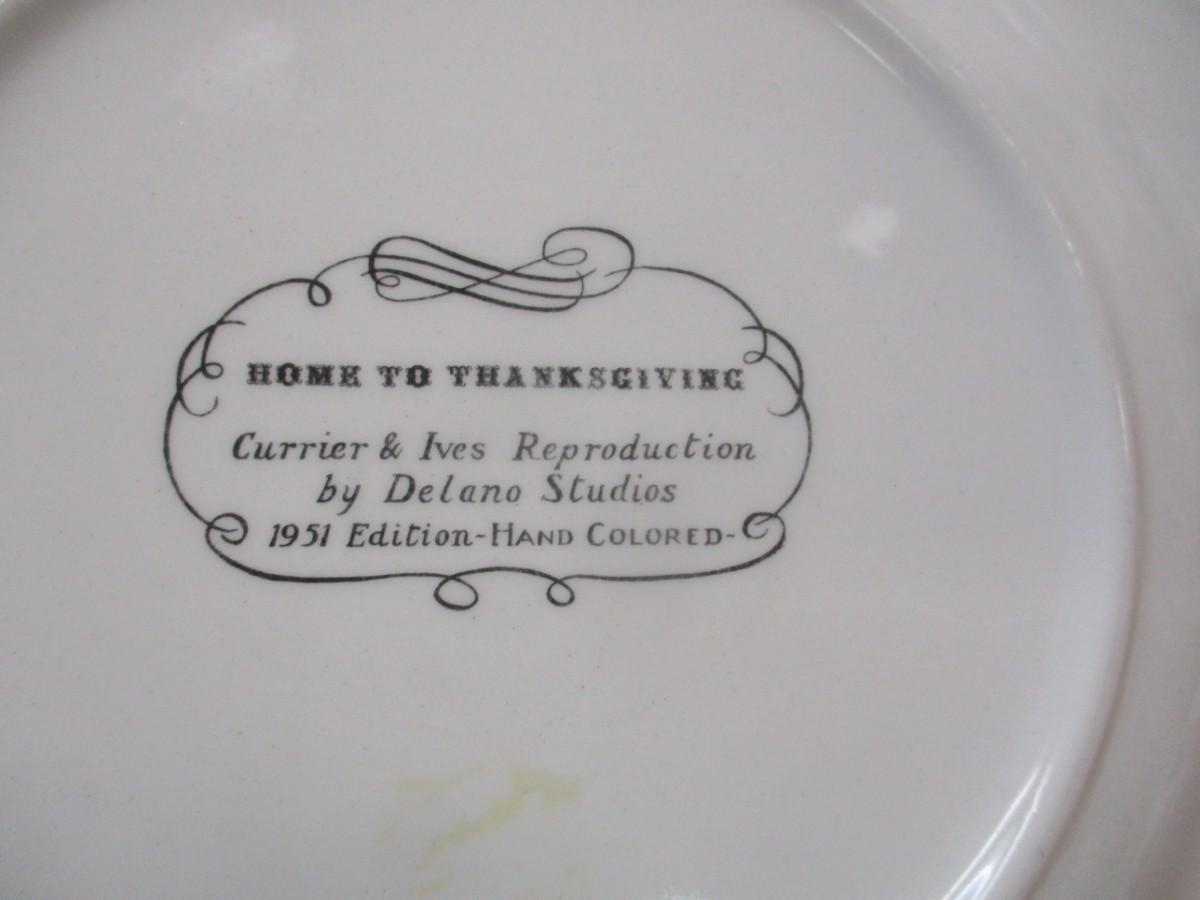 HOME TO THANKSGIVING
Currier & Ives Reproduction
by Delano Studios
1951 Edition-HAND COLORED-